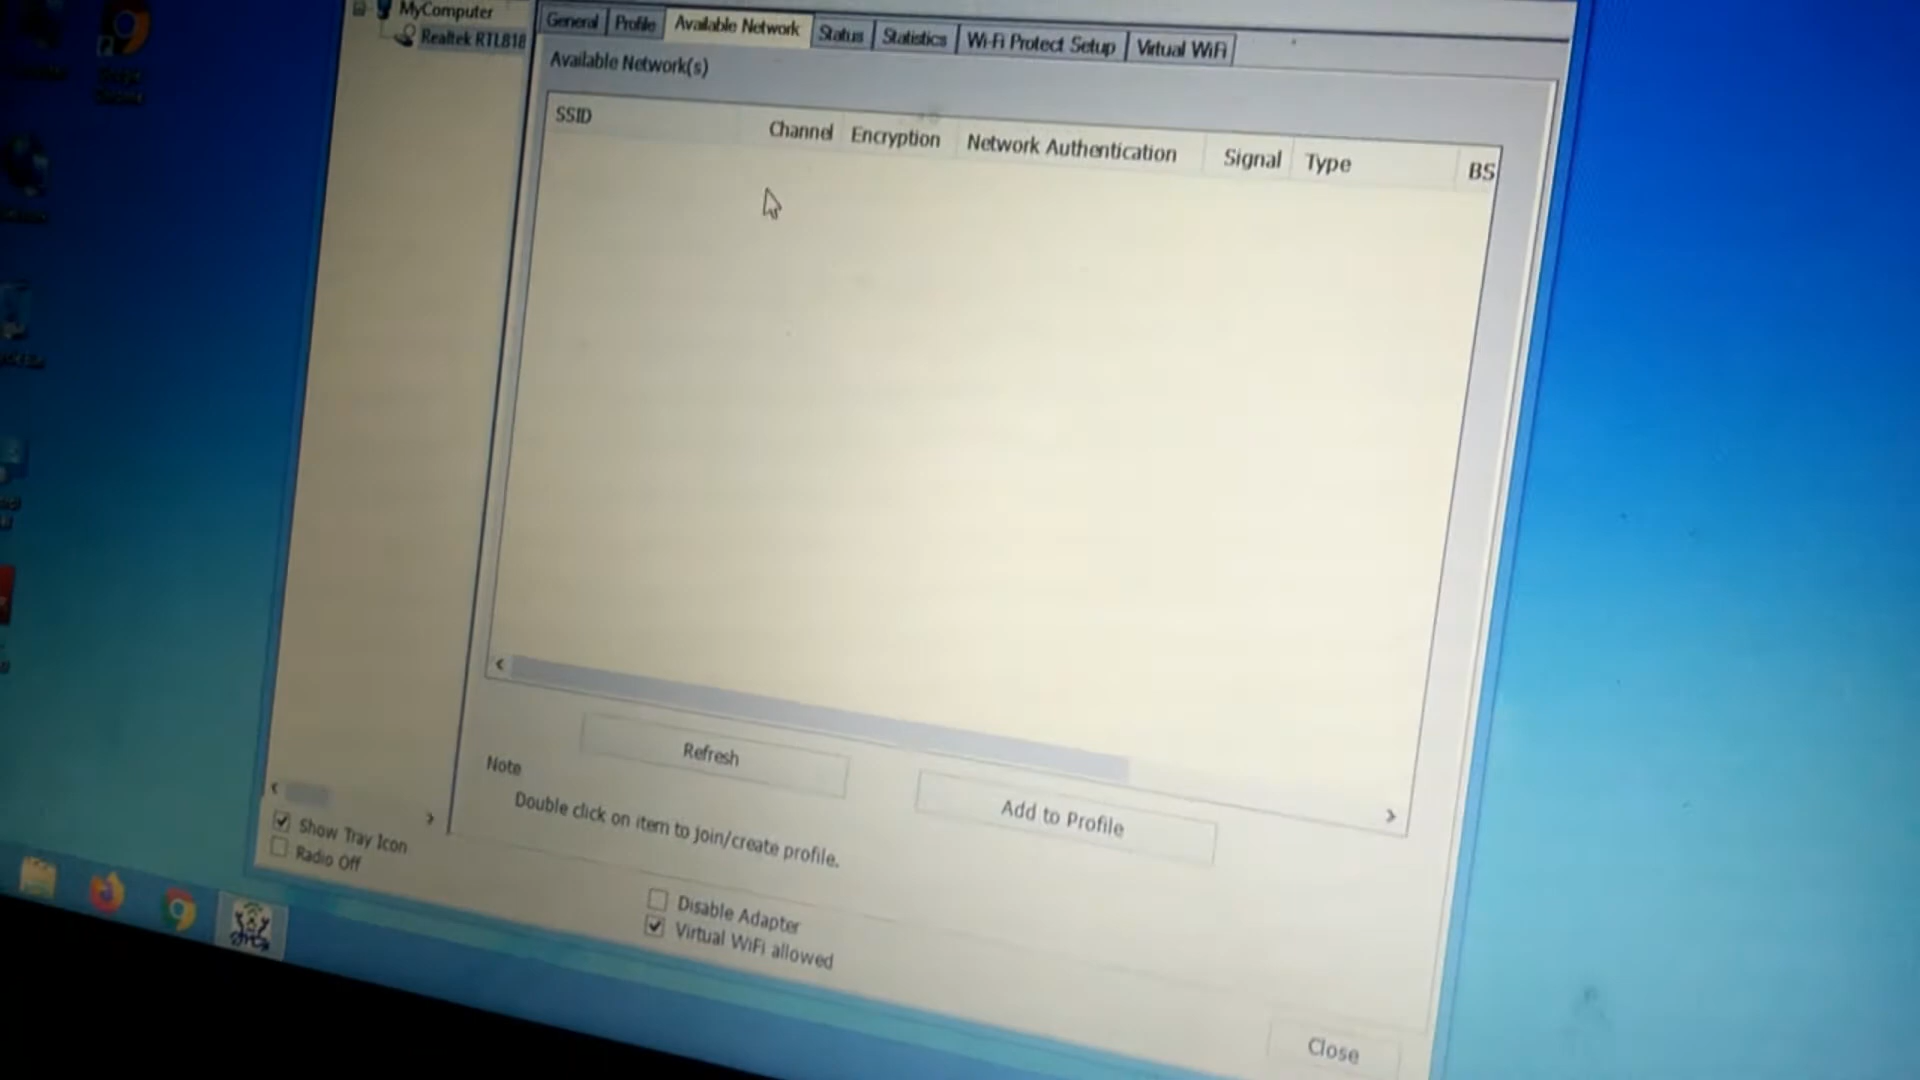 MyComputer
Realtek RTL818
General
Profile
Available Network
Status
Statistics
Wi-Fi Protect Setup
Virtual WiFi
Available Network(s)
SSID
Channel
Encryption
Network Authentication
Signal
Type
BS
Refresh
Add to Profile
Note
Double click on item to join/create profile.
Show Tray Icon
Radio Off
Disable Adapter
Virtual WiFi allowed
Close